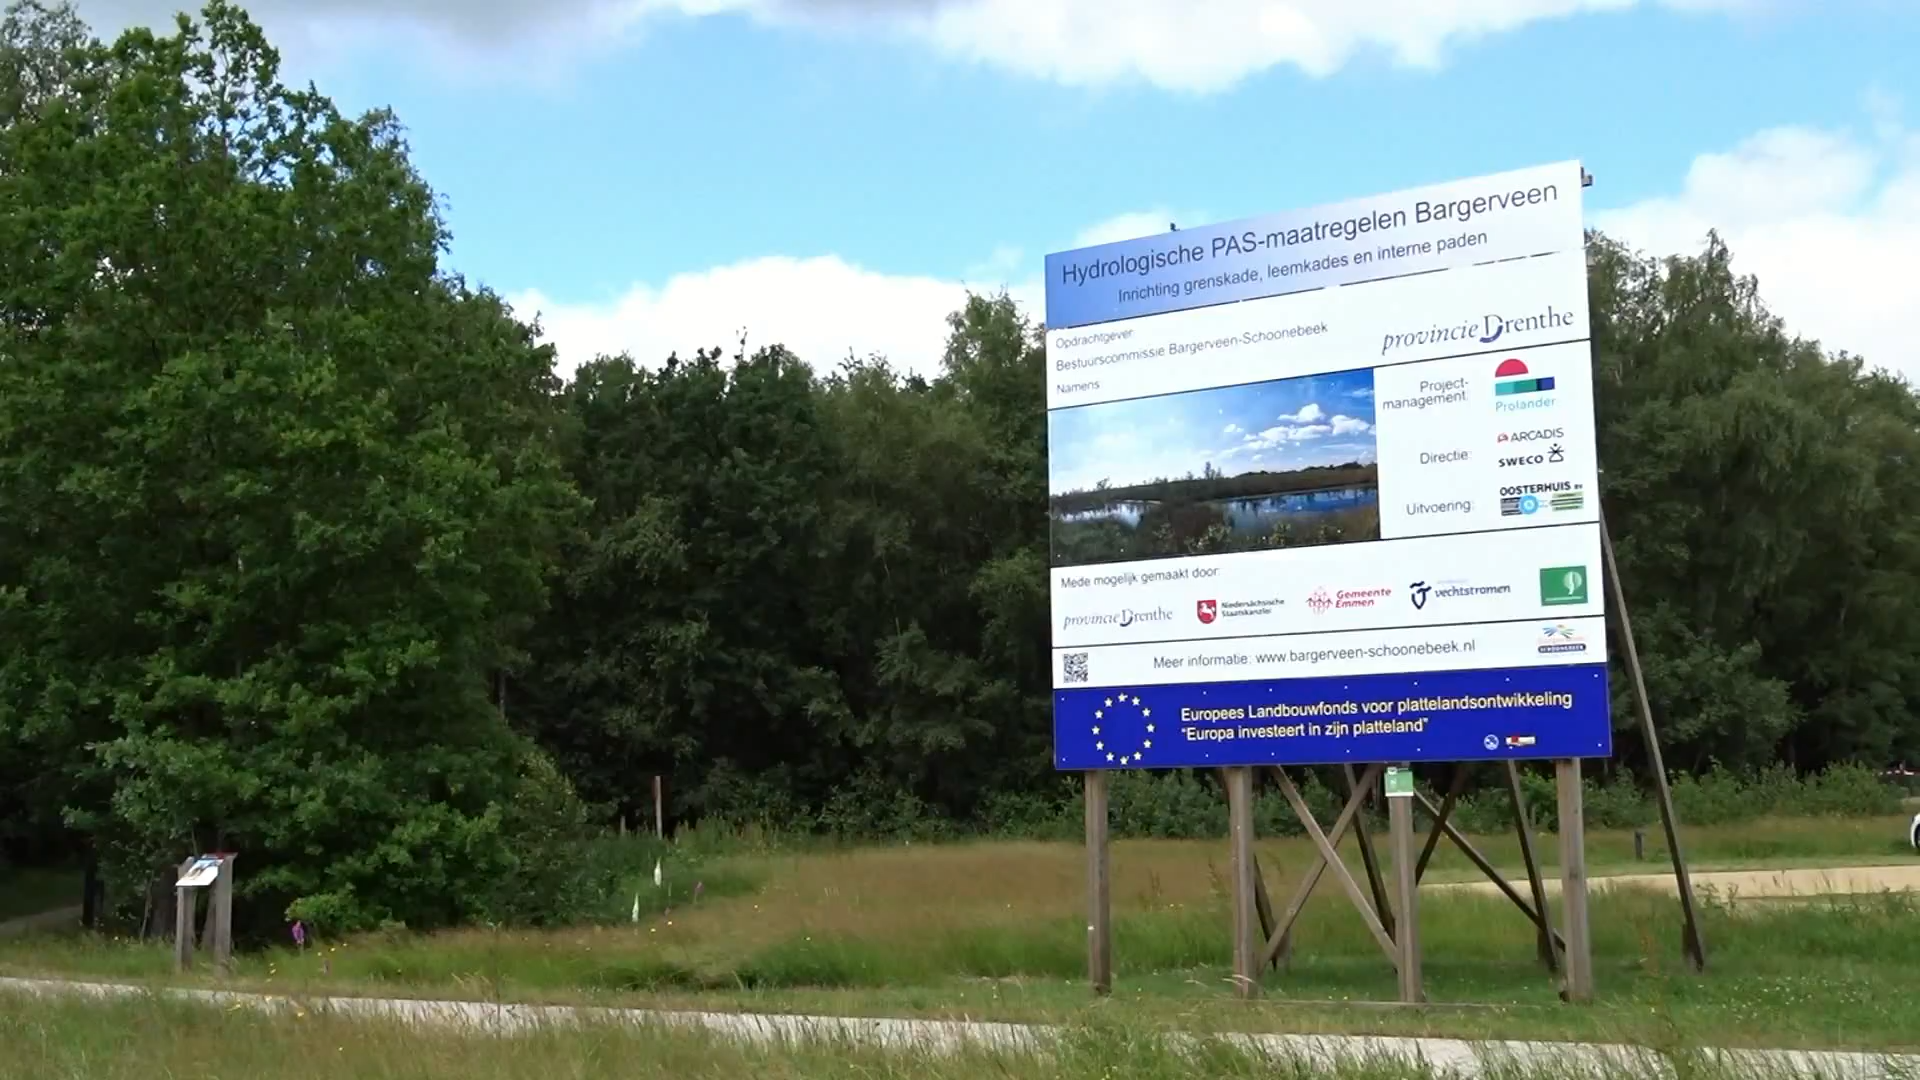 Hydrologische PAS-maatregelen Bargerveen
Inrichting grenskade, leemkades en interne paden
Opdrachtgever
Bestuurscommissie Bargerveen-Schoonebeek
Namens
provincie Drenthe
Project-
management:
Prolander
Directie:
ARCADIS
SWECO
Uitvoering:
OOSTERHUIS BV
Mede mogelijk gemaakt door:
provincie Drenthe
Niedersächsische
Staatskanzlei
Gemeente
Emmen
vechtstromen
Meer informatie: www.bargerveen-schoonebeek.nl
SCHOONEBEEK
Europees Landbouwfonds voor plattelandsontwikkeling
"Europa investeert in zijn platteland"